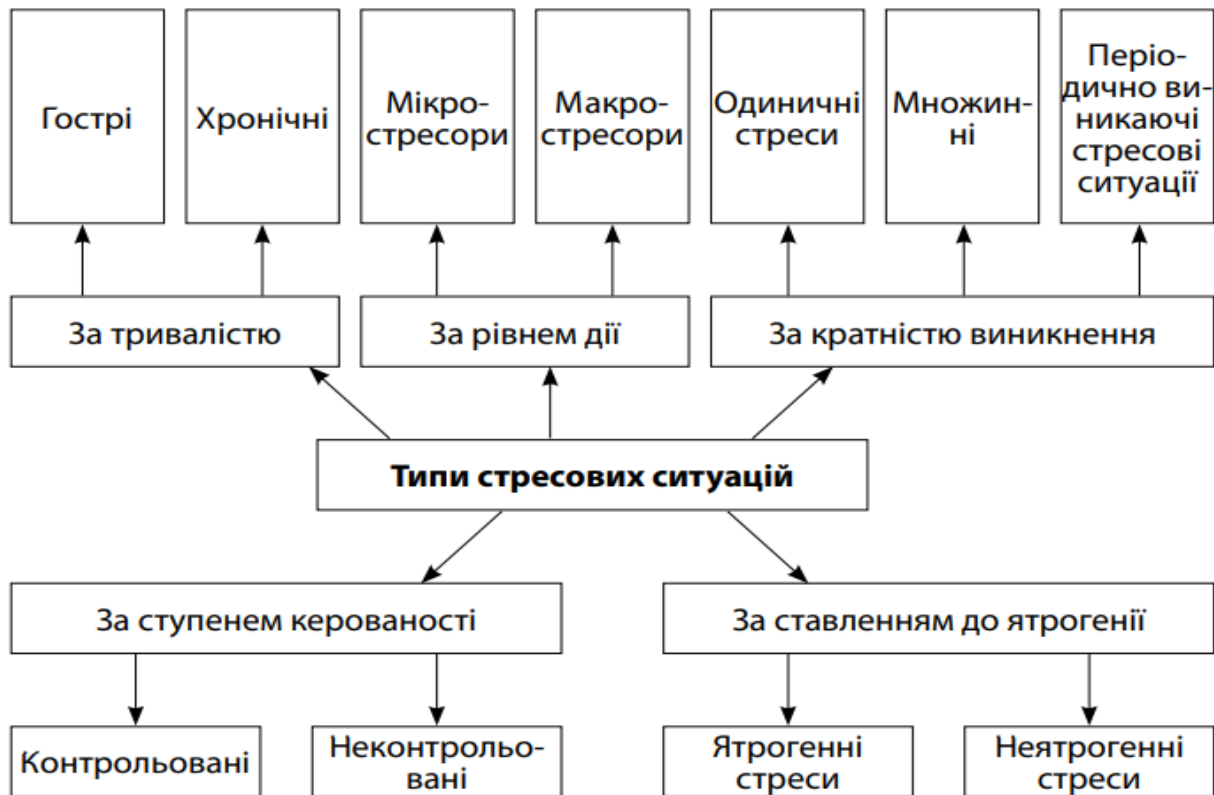 Гострі
Хронічні
Мікро-
стресори
Макро-
стресори
Одиничні
стреси
Множин-
ні
Періо-
дично ви-
никаючі
стресові
ситуації
За тривалістю
За рівнем дії
За кратністю виникнення
Типи стресових ситуацій
За ступенем керованості
За ставленням до ятрогенії
Контрольовані
Неконтрольо-
вані
Ятрогенні
стреси
Неятрогенні
стреси